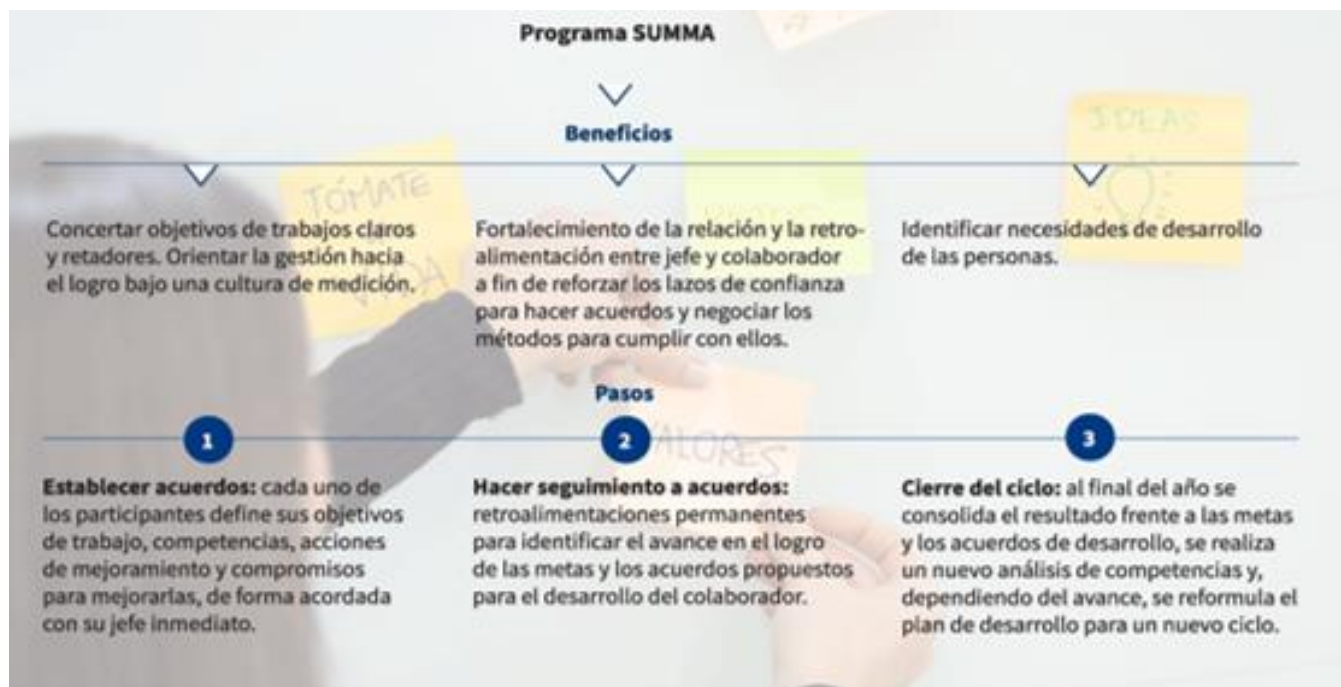 Programa SUMMA
Beneficios
Concertar objetivos de trabajos claros
y retadores. Orientar la gestión hacia
el logro bajo una cultura de medición.
Fortalecimiento de la relación y la retro-
alimentación entre jefe y colaborador
a fin de reforzar los lazos de confianza
para hacer acuerdos y negociar los
métodos para cumplir con ellos.
Identificar necesidades de desarrollo
de las personas.
TÓMATE
VIDA
IDEAS
Pasos
1
Establecer acuerdos: cada uno de
los participantes define sus objetivos
de trabajo, competencias, acciones
de mejoramiento y compromisos
para mejorarlas, de forma acordada
con su jefe inmediato.
2
Hacer seguimiento a acuerdos:
retroalimentaciones permanentes
para identificar el avance en el logro
de las metas y los acuerdos propuestos
para el desarrollo del colaborador.
3
Cierre del ciclo: al final del año se
consolida el resultado frente a las metas
y los acuerdos de desarrollo, se realiza
un nuevo análisis de competencias y,
dependiendo del avance, se reformula el
plan de desarrollo para un nuevo ciclo.
VALORES